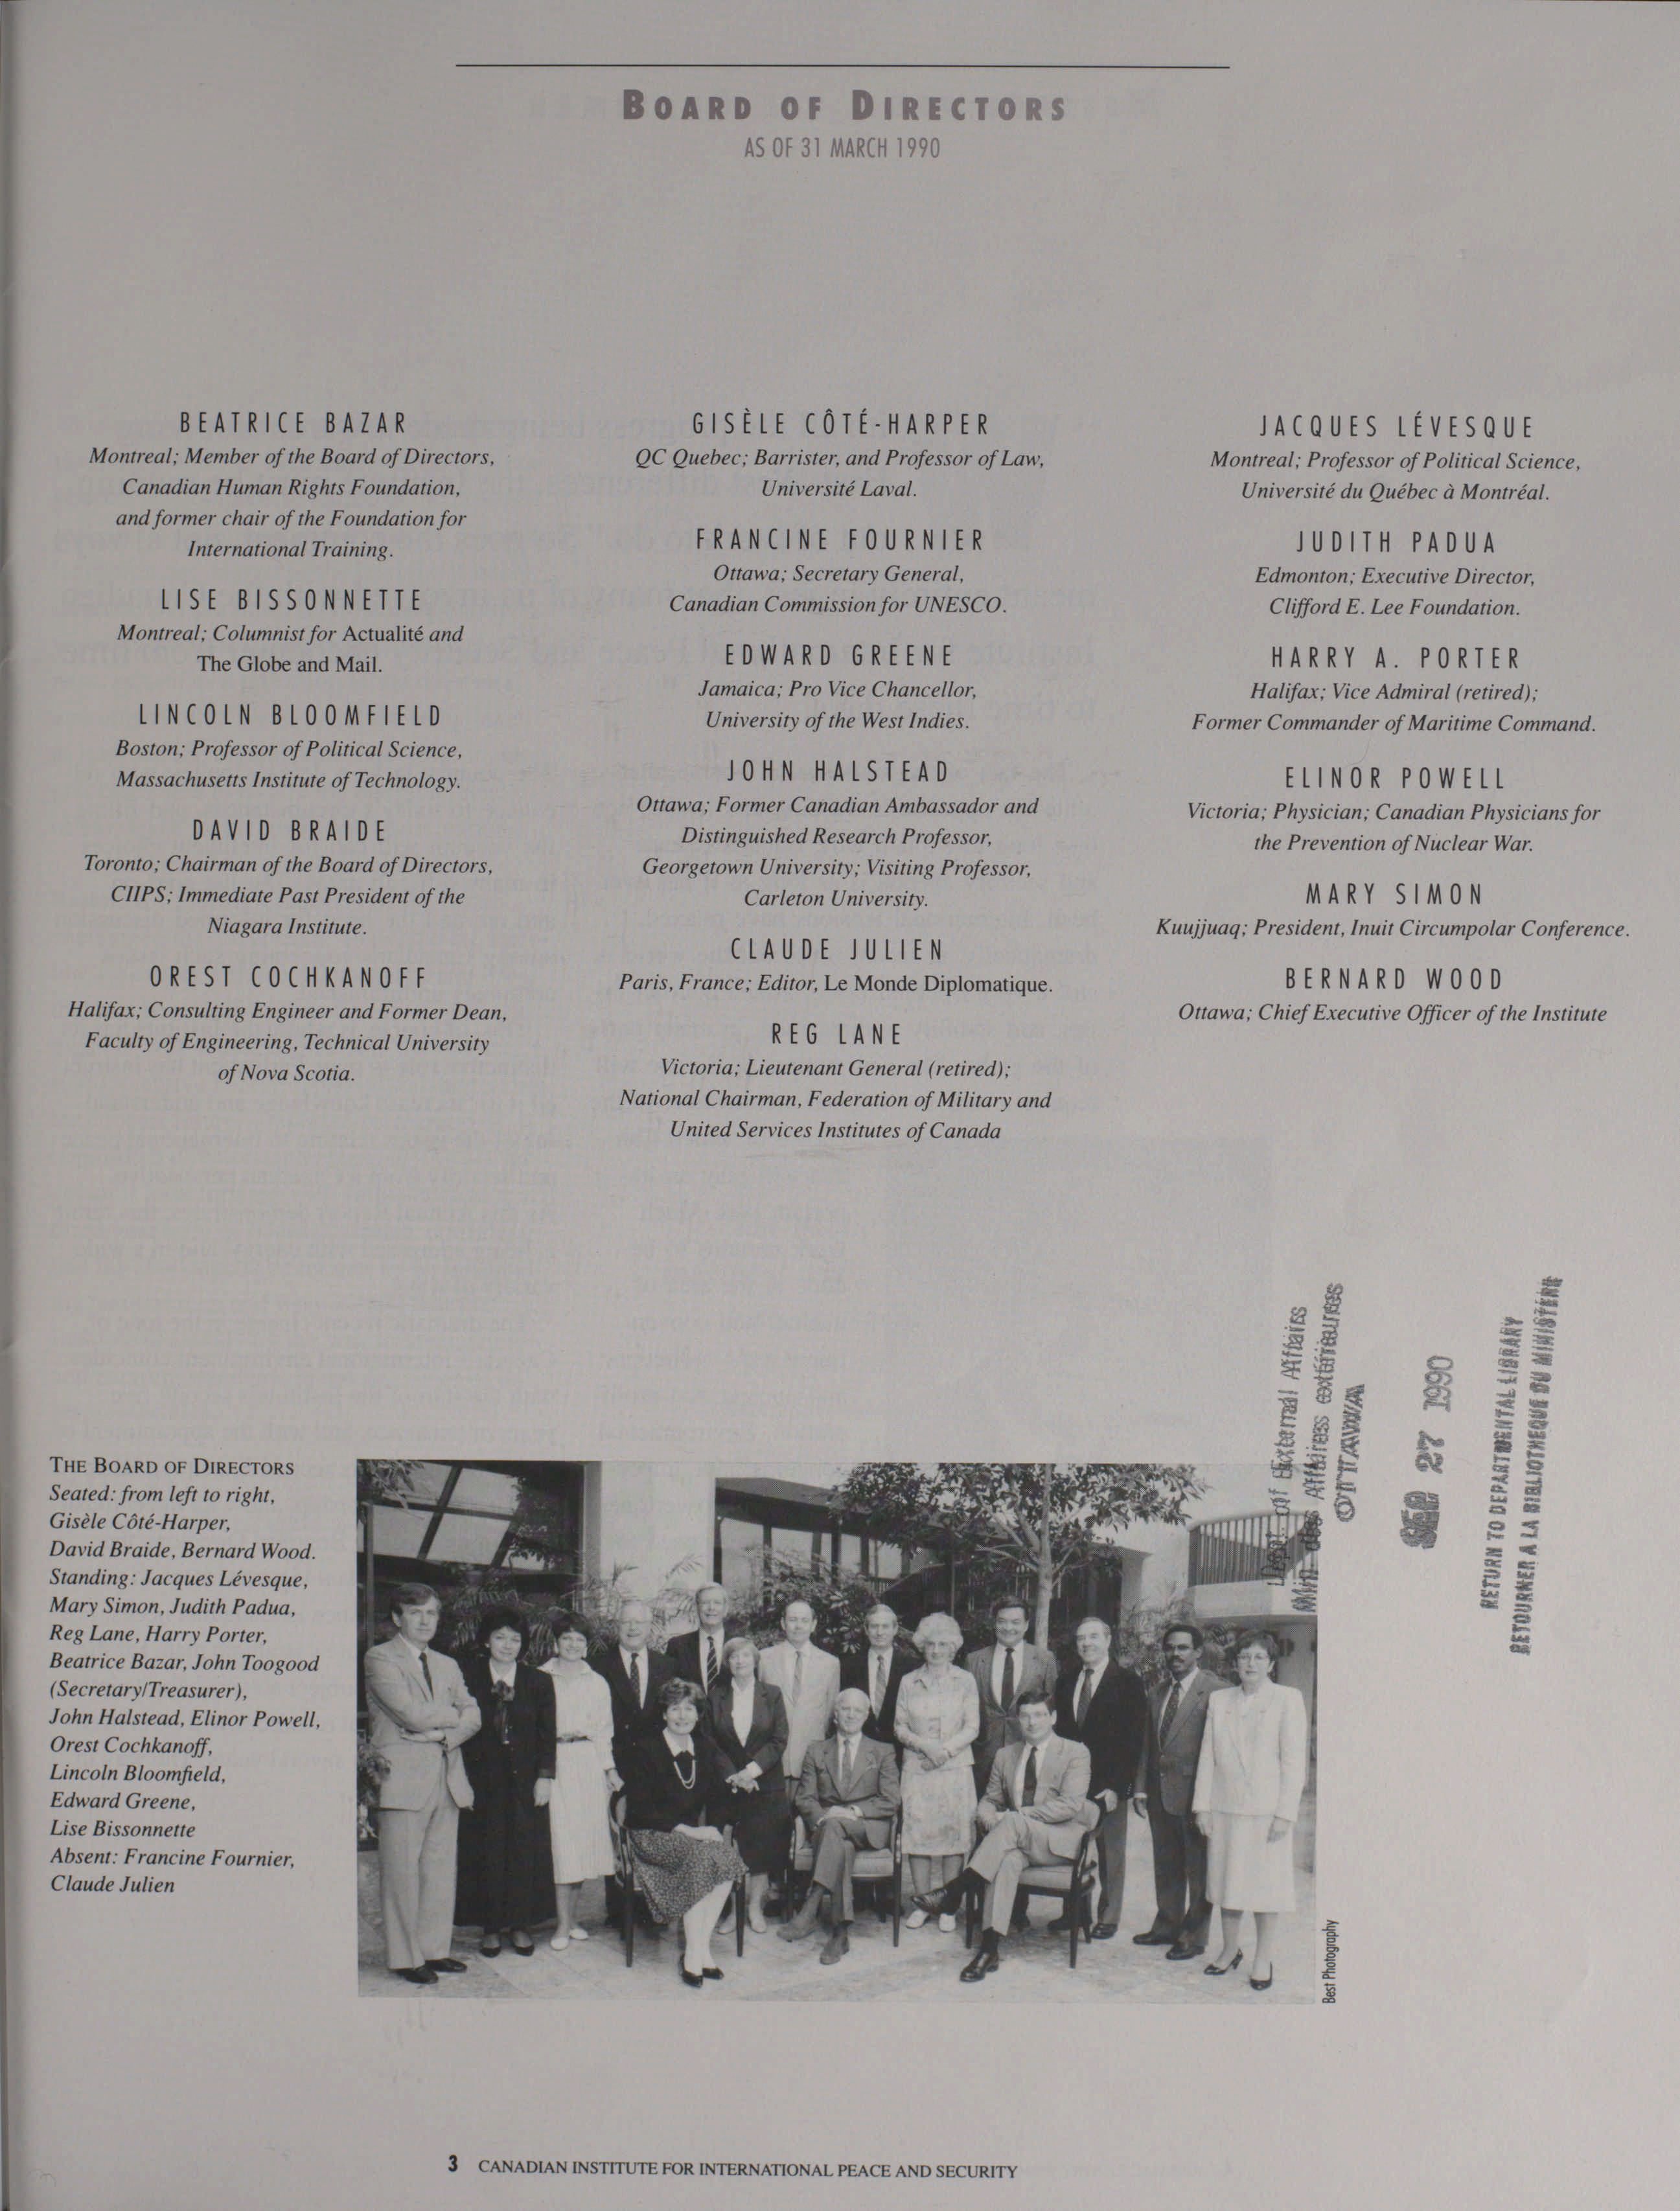 BOARD OF DIRECTORS
AS OF 31 MARCH 1990
BEATRICE BAZAR
Montreal; Member of the Board of Directors,
Canadian Human Rights Foundation,
and former chair of the Foundation for
International Training.
LISE BISSONNETTE
Montreal; Columnist for Actualité and
The Globe and Mail.
LINCOLN BLOOMFIELD
Boston; Professor of Political Science,
Massachusetts Institute of Technology.
DAVID BRAIDE
Toronto; Chairman of the Board of Directors,
CIIPS; Immediate Past President of the
Niagara Institute.
OREST COCHKANOFF
Halifax; Consulting Engineer and Former Dean,
Faculty of Engineering, Technical University
of Nova Scotia.
GISÈLE CÔTÉ-HARPER
QC Quebec; Barrister, and Professor of Law,
Université Laval.
FRANCINE FOURNIER
Ottawa; Secretary General,
Canadian Commission for UNESCO.
EDWARD GREENE
Jamaica; Pro Vice Chancellor,
University of the West Indies.
JOHN HALSTEAD
Ottawa; Former Canadian Ambassador and
Distinguished Research Professor,
Georgetown University; Visiting Professor,
Carleton University.
CLAUDE JULIEN
Paris, France; Editor, Le Monde Diplomatique.
REG LANE
Victoria; Lieutenant General (retired);
National Chairman, Federation of Military and
United Services Institutes of Canada
JACQUES LÉVESQUE
Montreal; Professor of Political Science,
Université du Québec à Montréal.
JUDITH PADUA
Edmonton; Executive Director,
Clifford E. Lee Foundation.
HARRY A. PORTER
Halifax; Vice Admiral (retired);
Former Commander of Maritime Command.
ELINOR POWELL
Victoria; Physician; Canadian Physicians for
the Prevention of Nuclear War.
MARY SIMON
Kuujjuaq; President, Inuit Circumpolar Conference.
BERNARD WOOD
Ottawa; Chief Executive Officer of the Institute
Dept. of External Affairs
Min. des Affaires extérieures
OTTAWA
SEP 27 1990
RETURN TO DEPARTMENTAL LIBRARY
RETOURNER A LA BIBLIOTHEQUE DU MINISTERE
THE BOARD OF DIRECTORS
Seated: from left to right,
Gisèle Côté-Harper,
David Braide, Bernard Wood.
Standing: Jacques Lévesque,
Mary Simon, Judith Padua,
Reg Lane, Harry Porter,
Beatrice Bazar, John Toogood
(Secretary/Treasurer),
John Halstead, Elinor Powell,
Orest Cochkanoff,
Lincoln Bloomfield,
Edward Greene,
Lise Bissonnette
Absent: Francine Fournier,
Claude Julien
Best Photography
3 CANADIAN INSTITUTE FOR INTERNATIONAL PEACE AND SECURITY